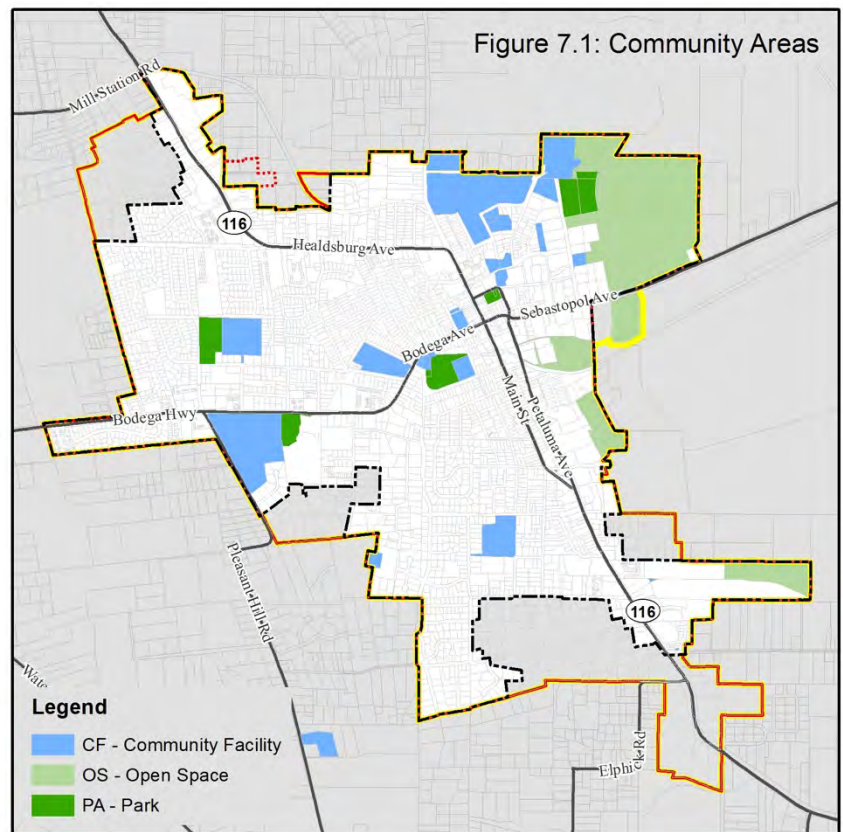 Figure 7.1: Community Areas
Mill Station Rd
116
Healdsburg Ave
Sebastopol Ave
Bodega Ave
Main St
Petaluma Ave
Bodega Hwy
Pleasant Hill Rd
116
Wate
Elphick Rd
Legend
CF - Community Facility
OS - Open Space
PA - Park